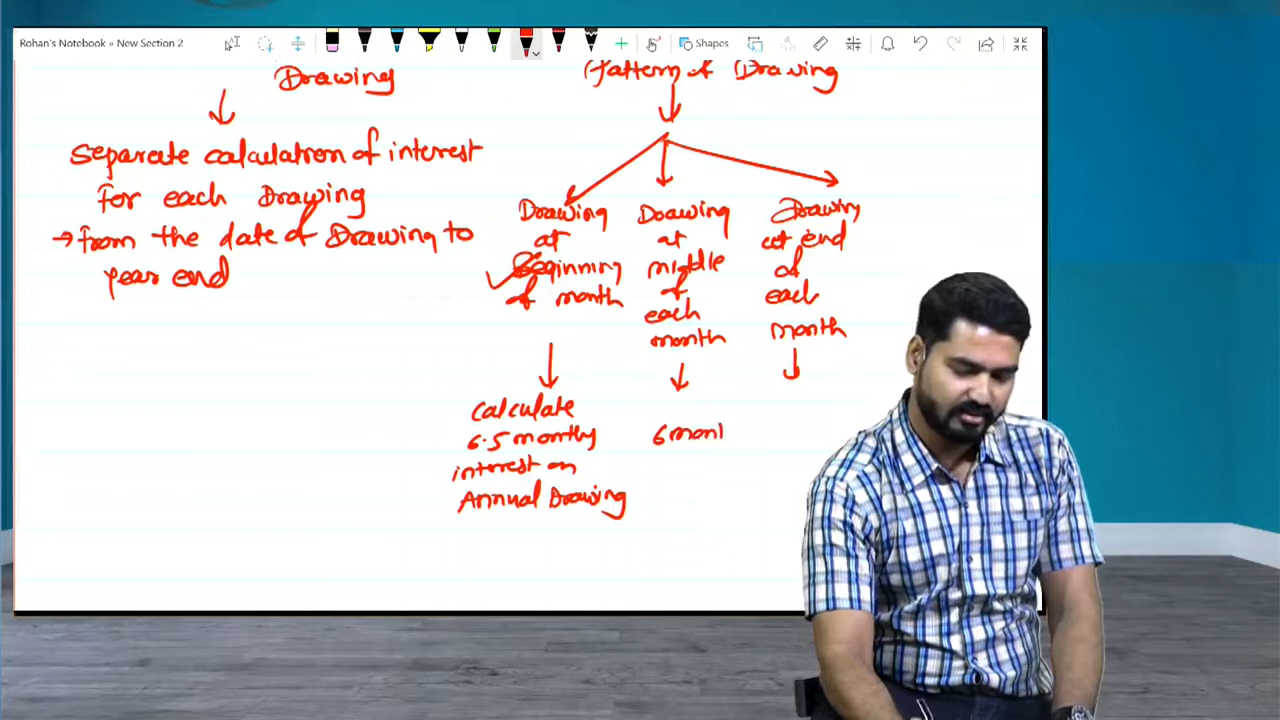 Rohan's Notebook » New Section 2
Shapes
Drawing
Pattern of Drawing
Separate calculation of interest
for each Drawing
→ from the date of Drawing to
year end
Drawing
at
Beginning
of month
Drawing
at
middle
of
each
month
Drawing
at end
of
each
month
Calculate
6.5 monthly
interest on
Annual Drawing
6 mont